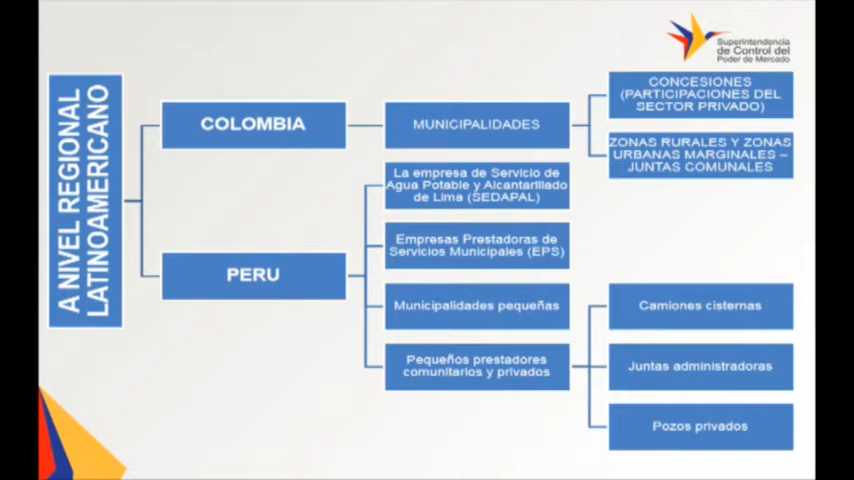 Superintendencia
de Control del
Poder de Mercado
A NIVEL REGIONAL
LATINOAMERICANO
COLOMBIA
MUNICIPALIDADES
CONCESIONES
(PARTICIPACIONES DEL
SECTOR PRIVADO)
ZONAS RURALES Y ZONAS
URBANAS MARGINALES –
JUNTAS COMUNALES
PERU
La empresa de Servicio de
Agua Potable y Alcantarillado
de Lima (SEDAPAL)
Empresas Prestadoras de
Servicios Municipales (EPS)
Municipalidades pequeñas
Pequeños prestadores
comunitarios y privados
Camiones cisternas
Juntas administradoras
Pozos privados